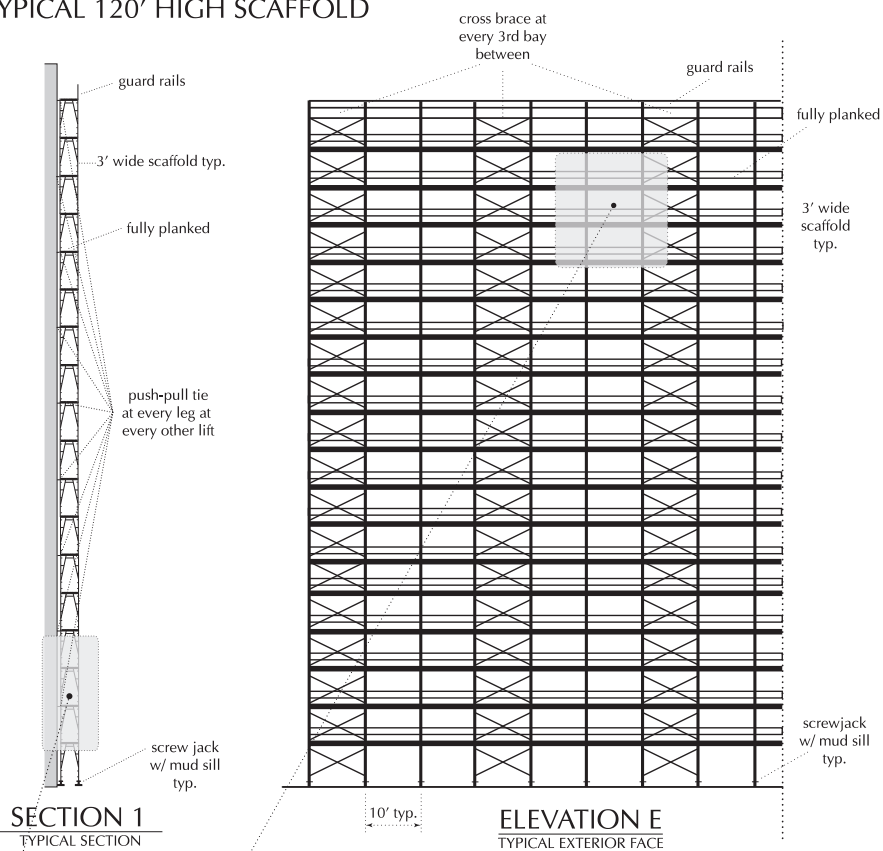 YPICAL 120' HIGH SCAFFOLD
cross brace at
every 3rd bay
between
guard rails
guard rails
fully planked
3' wide scaffold typ.
3' wide
scaffold
typ.
fully planked
push-pull tie
at every leg at
every other lift
screw jack
w/ mud sill
typ.
screwjack
w/ mud sill
typ.
10' typ.
SECTION 1
TYPICAL SECTION
ELEVATION E
TYPICAL EXTERIOR FACE